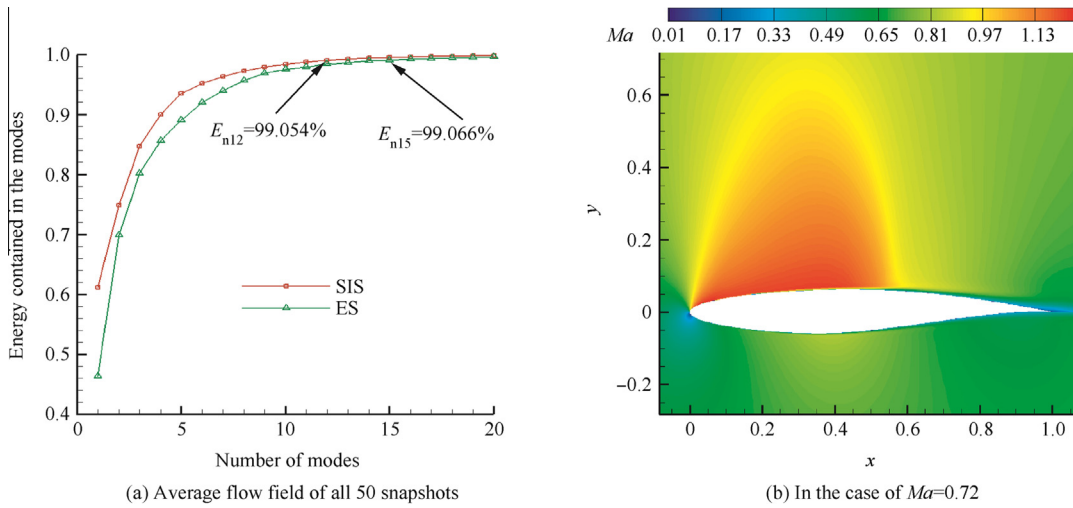 Energy contained in the modes
1.0
0.9
0.8
0.7
0.6
0.5
0.4
E_n12=99.054%
E_n15=99.066%
SIS
ES
0 5 10 15 20
Number of modes
(a) Average flow field of all 50 snapshots
Ma 0.01 0.17 0.33 0.49 0.65 0.81 0.97 1.13
y
0.6
0.4
0.2
0
−0.2
0 0.2 0.4 0.6 0.8 1.0
x
(b) In the case of Ma=0.72